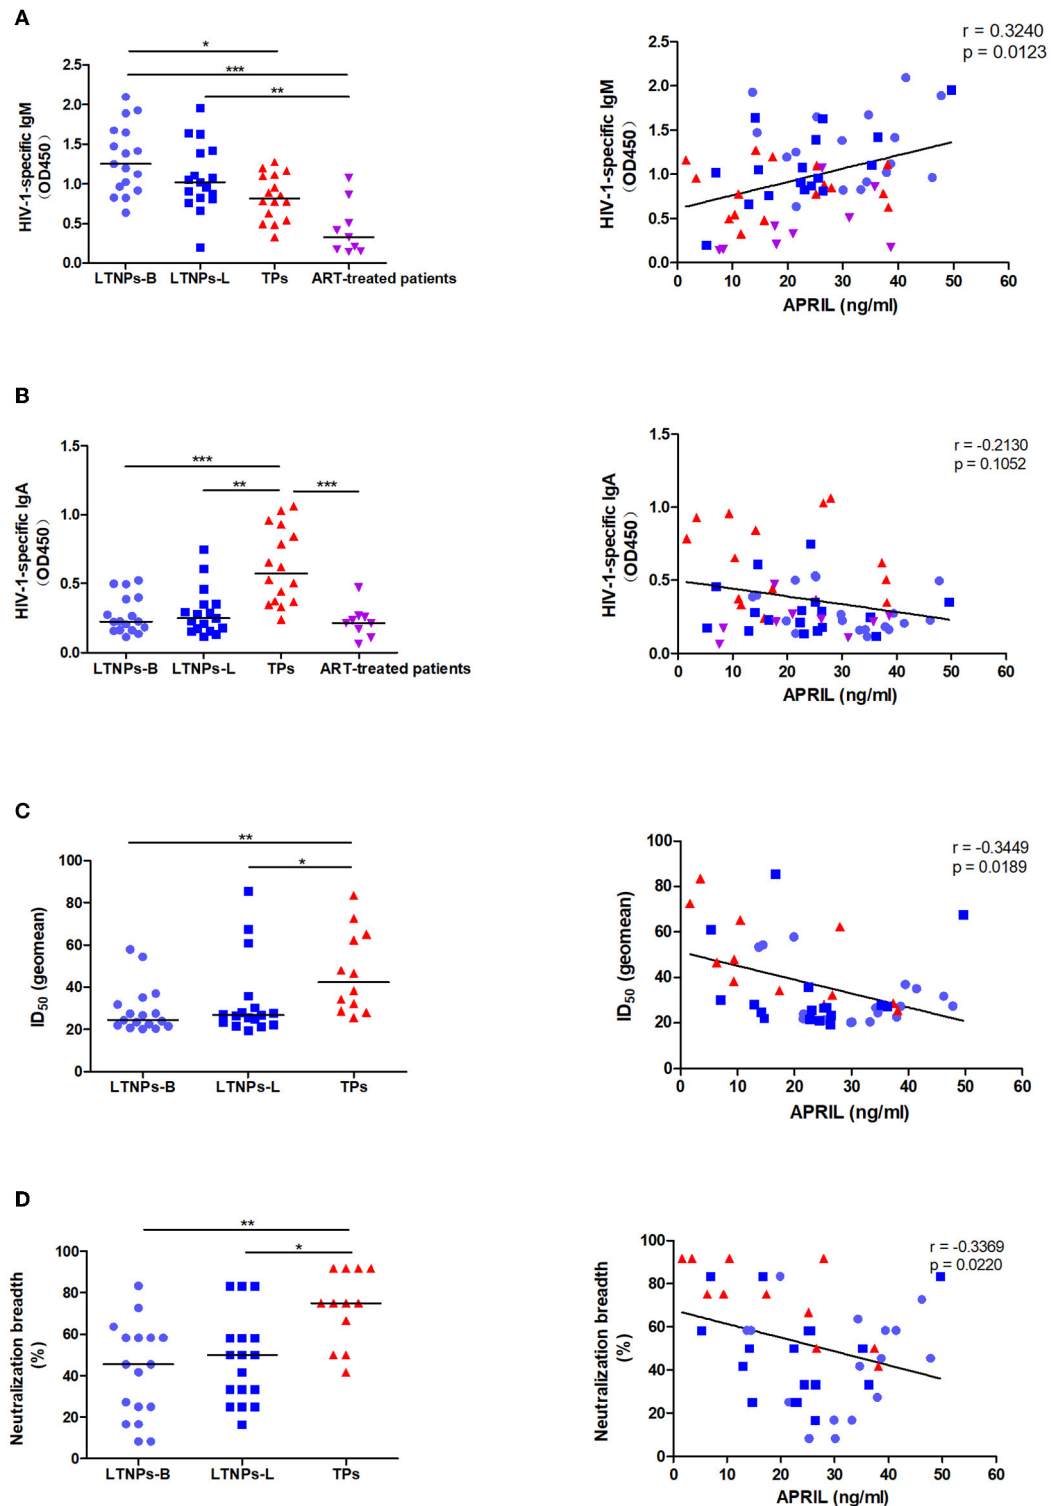 A
*
***
**
HIV-1-specific IgM
(OD450)
2.5
2.0
1.5
1.0
0.5
0.0
LTNPs-B
LTNPs-L
TPs
ART-treated patients
r = 0.3240
p = 0.0123
HIV-1-specific IgM
(OD450)
2.5
2.0
1.5
1.0
0.5
0.0
0 10 20 30 40 50 60
APRIL (ng/ml)
B
***
** ***
HIV-1-specific IgA
(OD450)
1.5
1.0
0.5
0.0
LTNPs-B
LTNPs-L
TPs
ART-treated patients
r = -0.2130
p = 0.1052
HIV-1-specific IgA
(OD450)
1.5
1.0
0.5
0.0
0 10 20 30 40 50 60
APRIL (ng/ml)
C
**
*
ID50 (geomean)
100
80
60
40
20
0
LTNPs-B
LTNPs-L
TPs
r = -0.3449
p = 0.0189
ID50 (geomean)
100
80
60
40
20
0
0 10 20 30 40 50 60
APRIL (ng/ml)
D
**
*
Neutralization breadth
(%)
100
80
60
40
20
0
LTNPs-B
LTNPs-L
TPs
r = -0.3369
p = 0.0220
Neutralization breadth
(%)
100
80
60
40
20
0
0 10 20 30 40 50 60
APRIL (ng/ml)